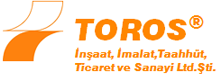 TOROS®
İnşaat, İmalat,Taahhüt,
Ticaret ve Sanayi Ltd.Şti.